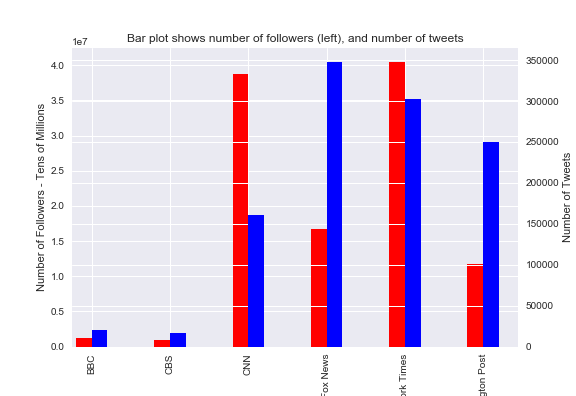 Bar plot shows number of followers (left), and number of tweets
1e7
Number of Followers - Tens of Millions
4.0
3.5
3.0
2.5
2.0
1.5
1.0
0.5
0.0
350000
300000
250000
200000
150000
100000
50000
0
Number of Tweets
BBC
CBS
CNN
Fox News
ork Times
gton Post